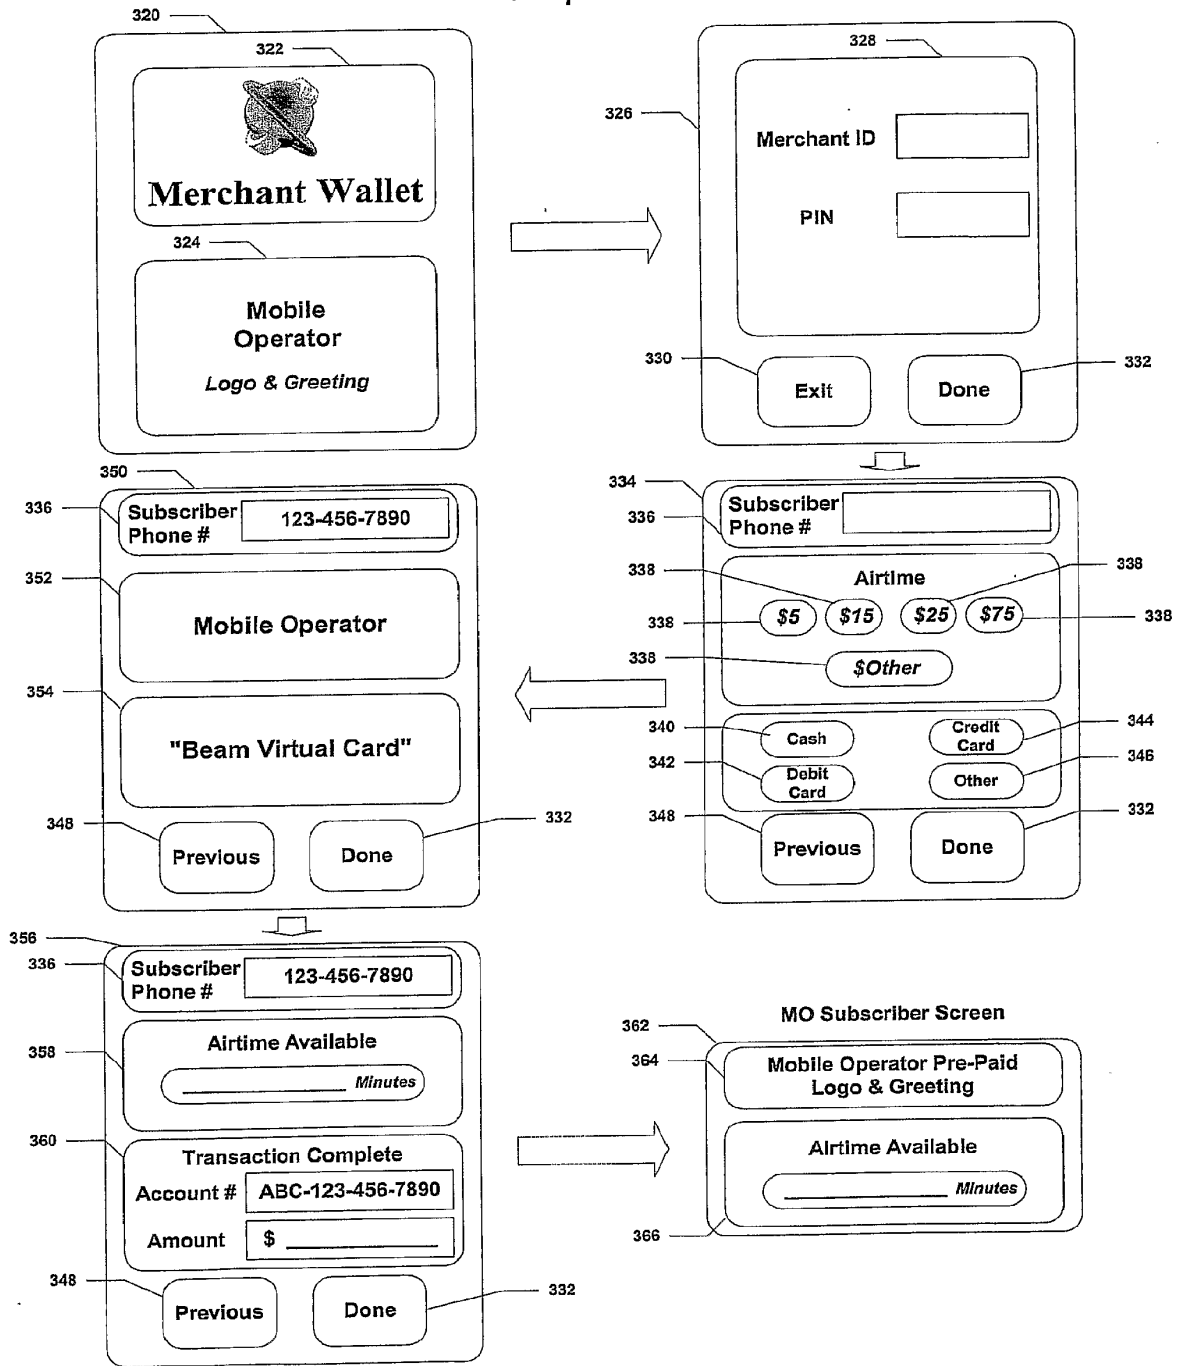 320
322
Merchant Wallet
324
Mobile
Operator
Logo & Greeting
326
328
Merchant ID
PIN
330
332
Exit
Done
350
336
Subscriber
Phone #
123-456-7890
352
Mobile Operator
354
"Beam Virtual Card"
348
332
Previous
Done
334
336
Subscriber
Phone #
338
338
Airtime
338
$5
$15
$25
$75
338
338
$Other
340
Cash
Credit
Card
344
342
Debit
Card
Other
346
348
332
Previous
Done
356
336
Subscriber
Phone #
123-456-7890
358
Airtime Available
Minutes
360
Transaction Complete
Account #
ABC-123-456-7890
Amount
$
348
332
Previous
Done
MO Subscriber Screen
362
364
Mobile Operator Pre-Paid
Logo & Greeting
Airtime Available
Minutes
366